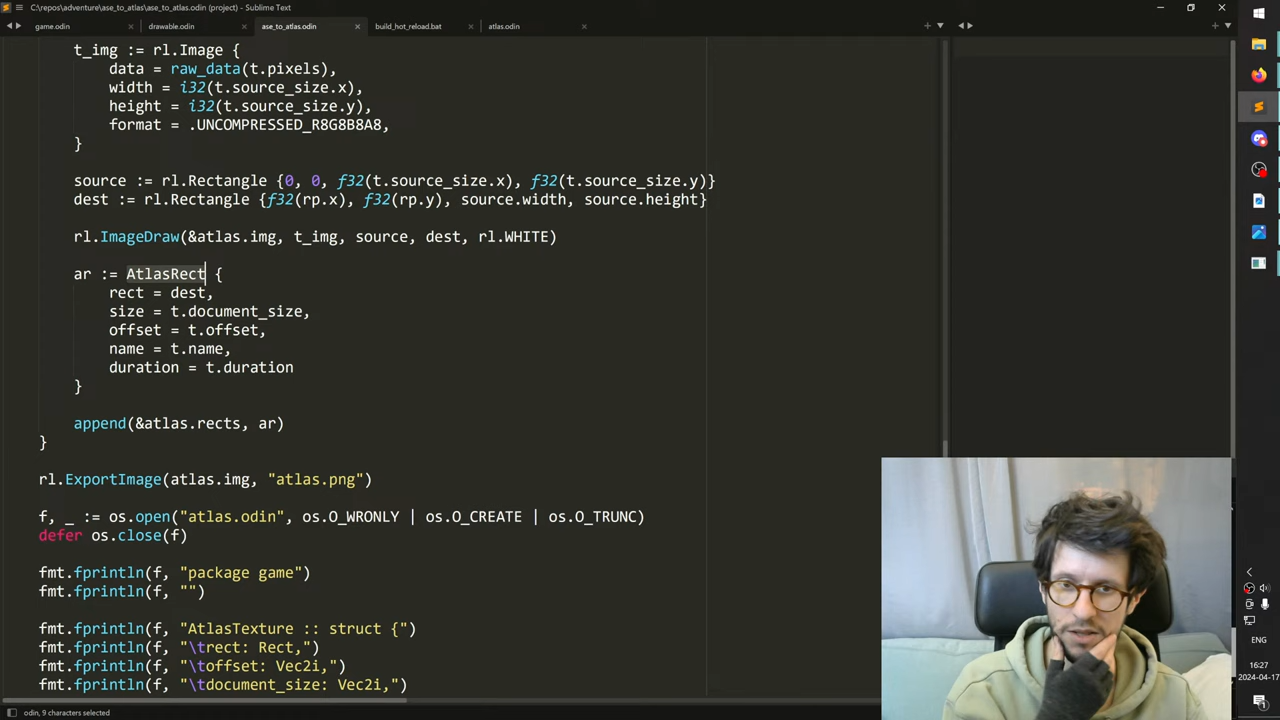 C:\repos\adventure\ase_to_atlas\ase_to_atlas.odin (project) - Sublime Text
game.odin drawable.odin ase_to_atlas.odin build_hot_reload.bat atlas.odin
t_img := rl.Image {
data = raw_data(t.pixels),
width = i32(t.source_size.x),
height = i32(t.source_size.y),
format = .UNCOMPRESSED_R8G8B8A8,
}
source := rl.Rectangle {0, 0, f32(t.source_size.x), f32(t.source_size.y)}
dest := rl.Rectangle {f32(rp.x), f32(rp.y), source.width, source.height}
rl.ImageDraw(&atlas.img, t_img, source, dest, rl.WHITE)
ar := AtlasRect {
rect = dest,
size = t.document_size,
offset = t.offset,
name = t.name,
duration = t.duration
}
append(&atlas.rects, ar)
}
rl.ExportImage(atlas.img, "atlas.png")
f, _ := os.open("atlas.odin", os.O_WRONLY | os.O_CREATE | os.O_TRUNC)
defer os.close(f)
fmt.fprintln(f, "package game")
fmt.fprintln(f, "")
fmt.fprintln(f, "AtlasTexture :: struct {")
fmt.fprintln(f, "\trect: Rect,")
fmt.fprintln(f, "\toffset: Vec2i,")
fmt.fprintln(f, "\tdocument_size: Vec2i,")
odin, 9 characters selected
ENG
16:27
2024-04-17